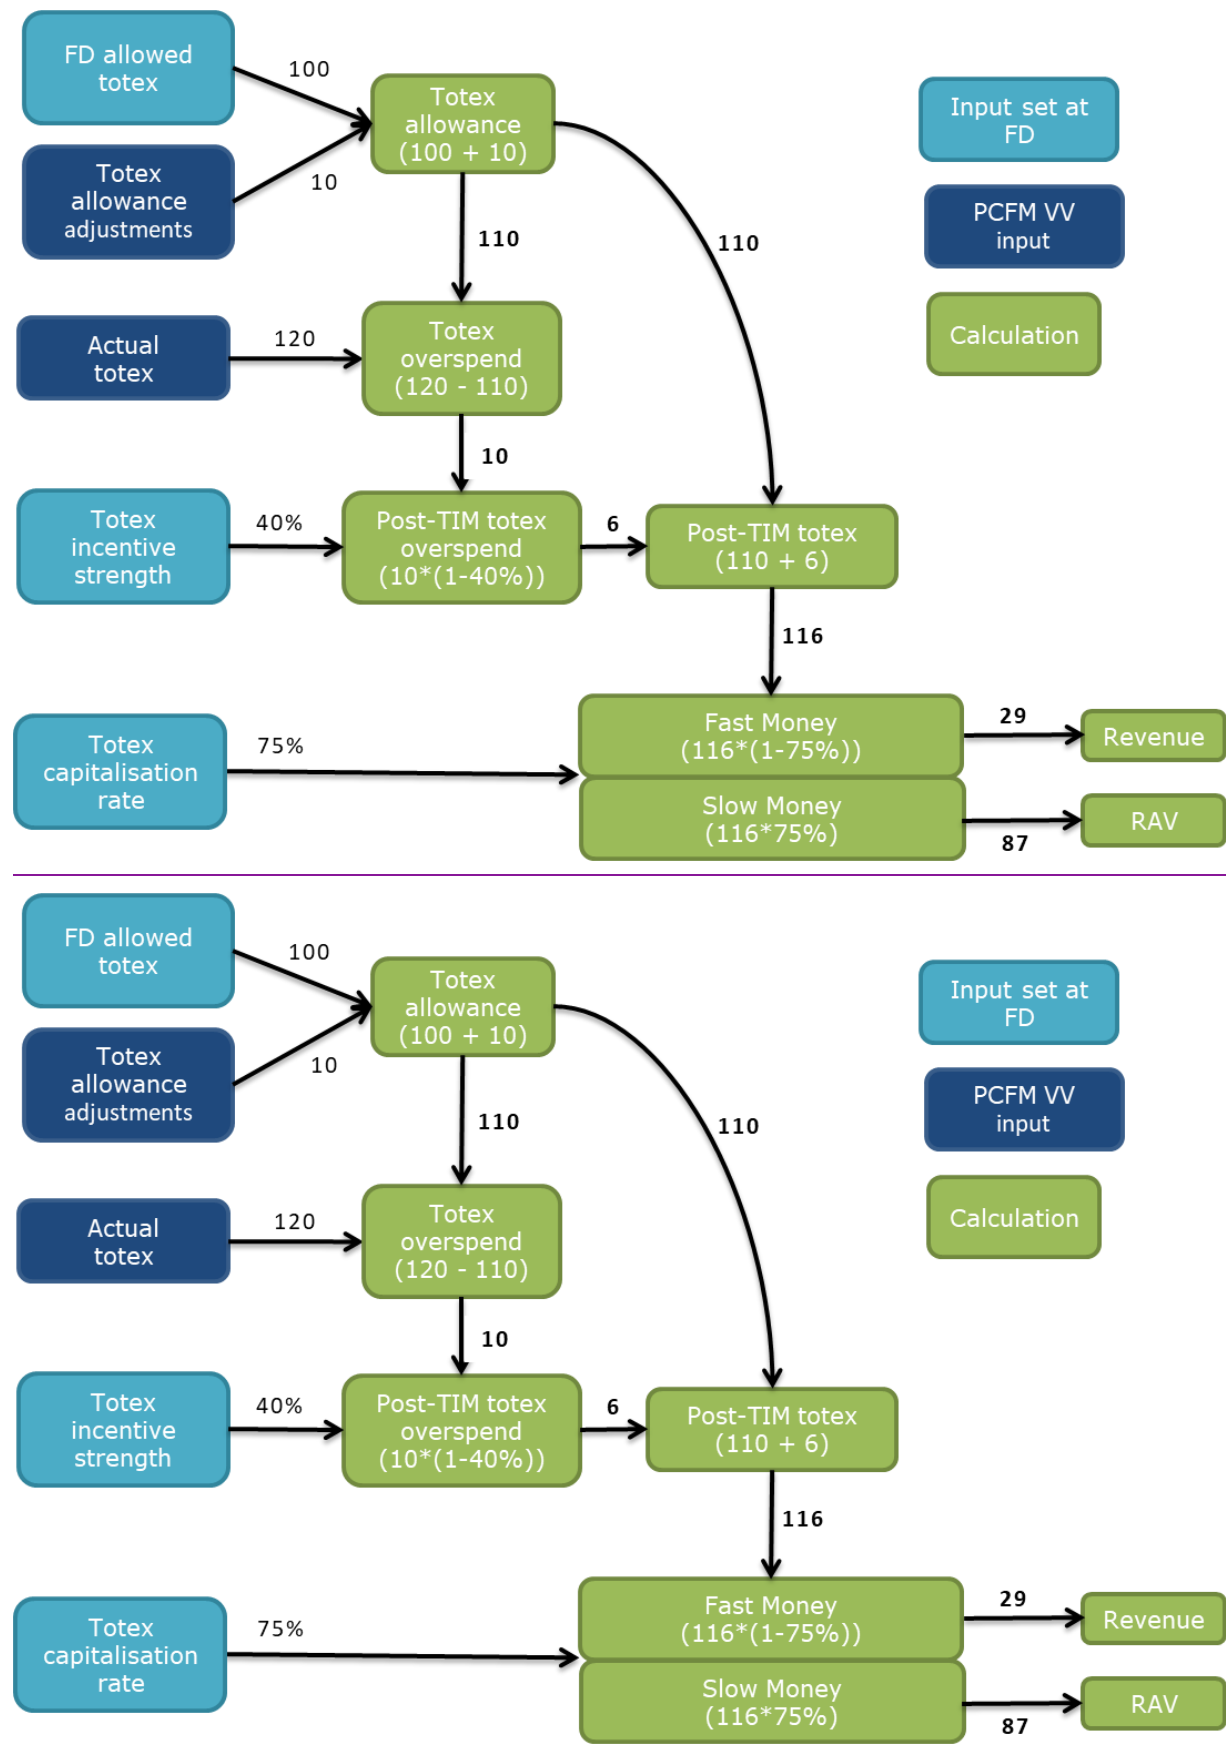 FD allowed
totex
100
Totex
allowance
(100 + 10)
Input set at
FD
Totex
allowance
adjustments
10
110
110
PCFM VV
input
Actual
totex
120
Totex
overspend
(120 - 110)
Calculation
10
Totex
incentive
strength
40%
Post-TIM totex
overspend
(10*(1-40%))
6
Post-TIM totex
(110 + 6)
116
Totex
capitalisation
rate
75%
Fast Money
(116*(1-75%))
29
Revenue
Slow Money
(116*75%)
87
RAV
FD allowed
totex
100
Totex
allowance
(100 + 10)
Input set at
FD
Totex
allowance
adjustments
10
110
110
PCFM VV
input
Actual
totex
120
Totex
overspend
(120 - 110)
Calculation
10
Totex
incentive
strength
40%
Post-TIM totex
overspend
(10*(1-40%))
6
Post-TIM totex
(110 + 6)
116
Totex
capitalisation
rate
75%
Fast Money
(116*(1-75%))
29
Revenue
Slow Money
(116*75%)
87
RAV